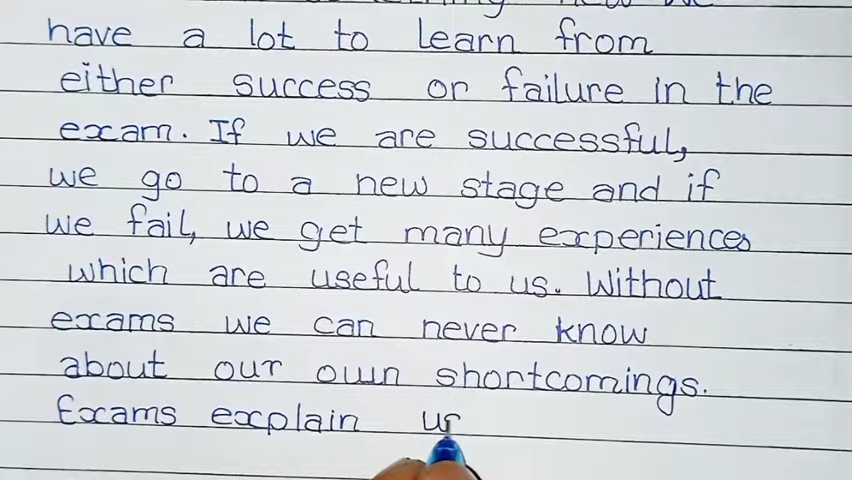 have a lot to learn from
either success or failure in the
exam. If we are successful,
we go to a new stage and if
we fail, we get many experiences
which are useful to us. Without
exams we can never know
about our own shortcomings.
Exams explain us